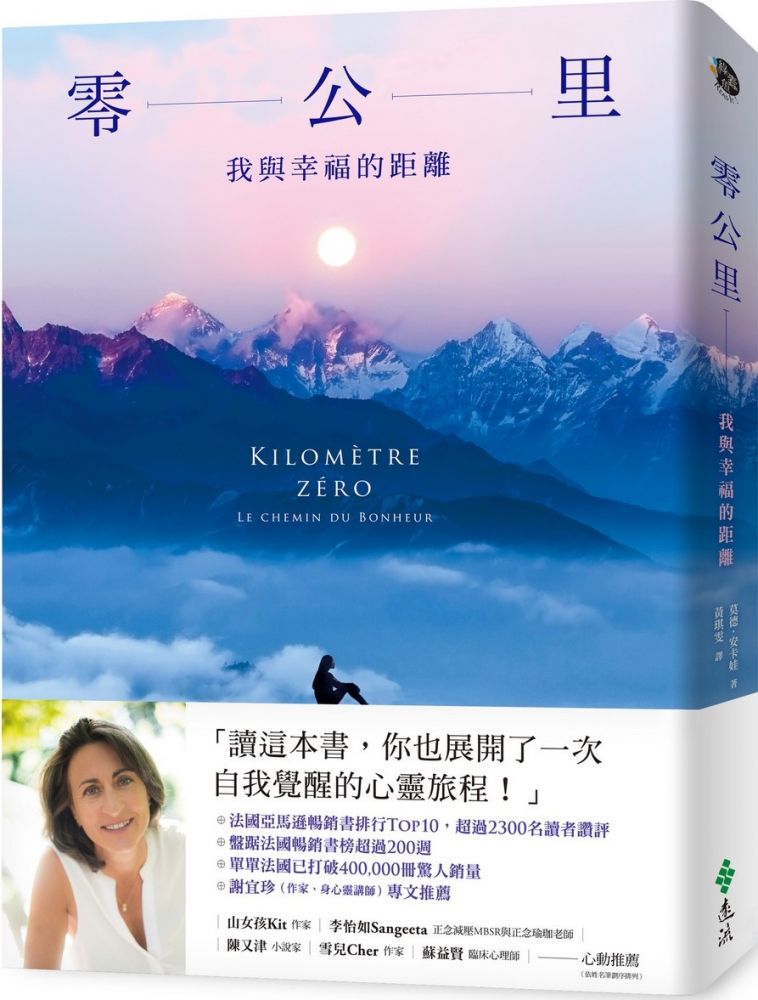 零公里
我與幸福的距離
KILOMÈTRE
ZÉRO
LE CHEMIN DU BONHEUR
「讀這本書，你也展開了一次
自我覺醒的心靈旅程！」
法國亞馬遜暢銷書排行TOP10，超過2300名讀者讚評
盤踞法國暢銷書榜超過200週
單單法國已打破400,000冊驚人銷量
謝宜珍（作家、身心靈講師）專文推薦
山女孩Kit 作家｜李怡如Sangeeta 正念減壓MBSR與正念瑜珈老師
陳又津 小說家｜雪兒Cher 作家｜蘇益賢 臨床心理師｜——心動推薦
（依姓名筆劃序排列）
零公里
我與幸福的距離
莫德·安卡娃 著
黃琪雯 譯
遠流